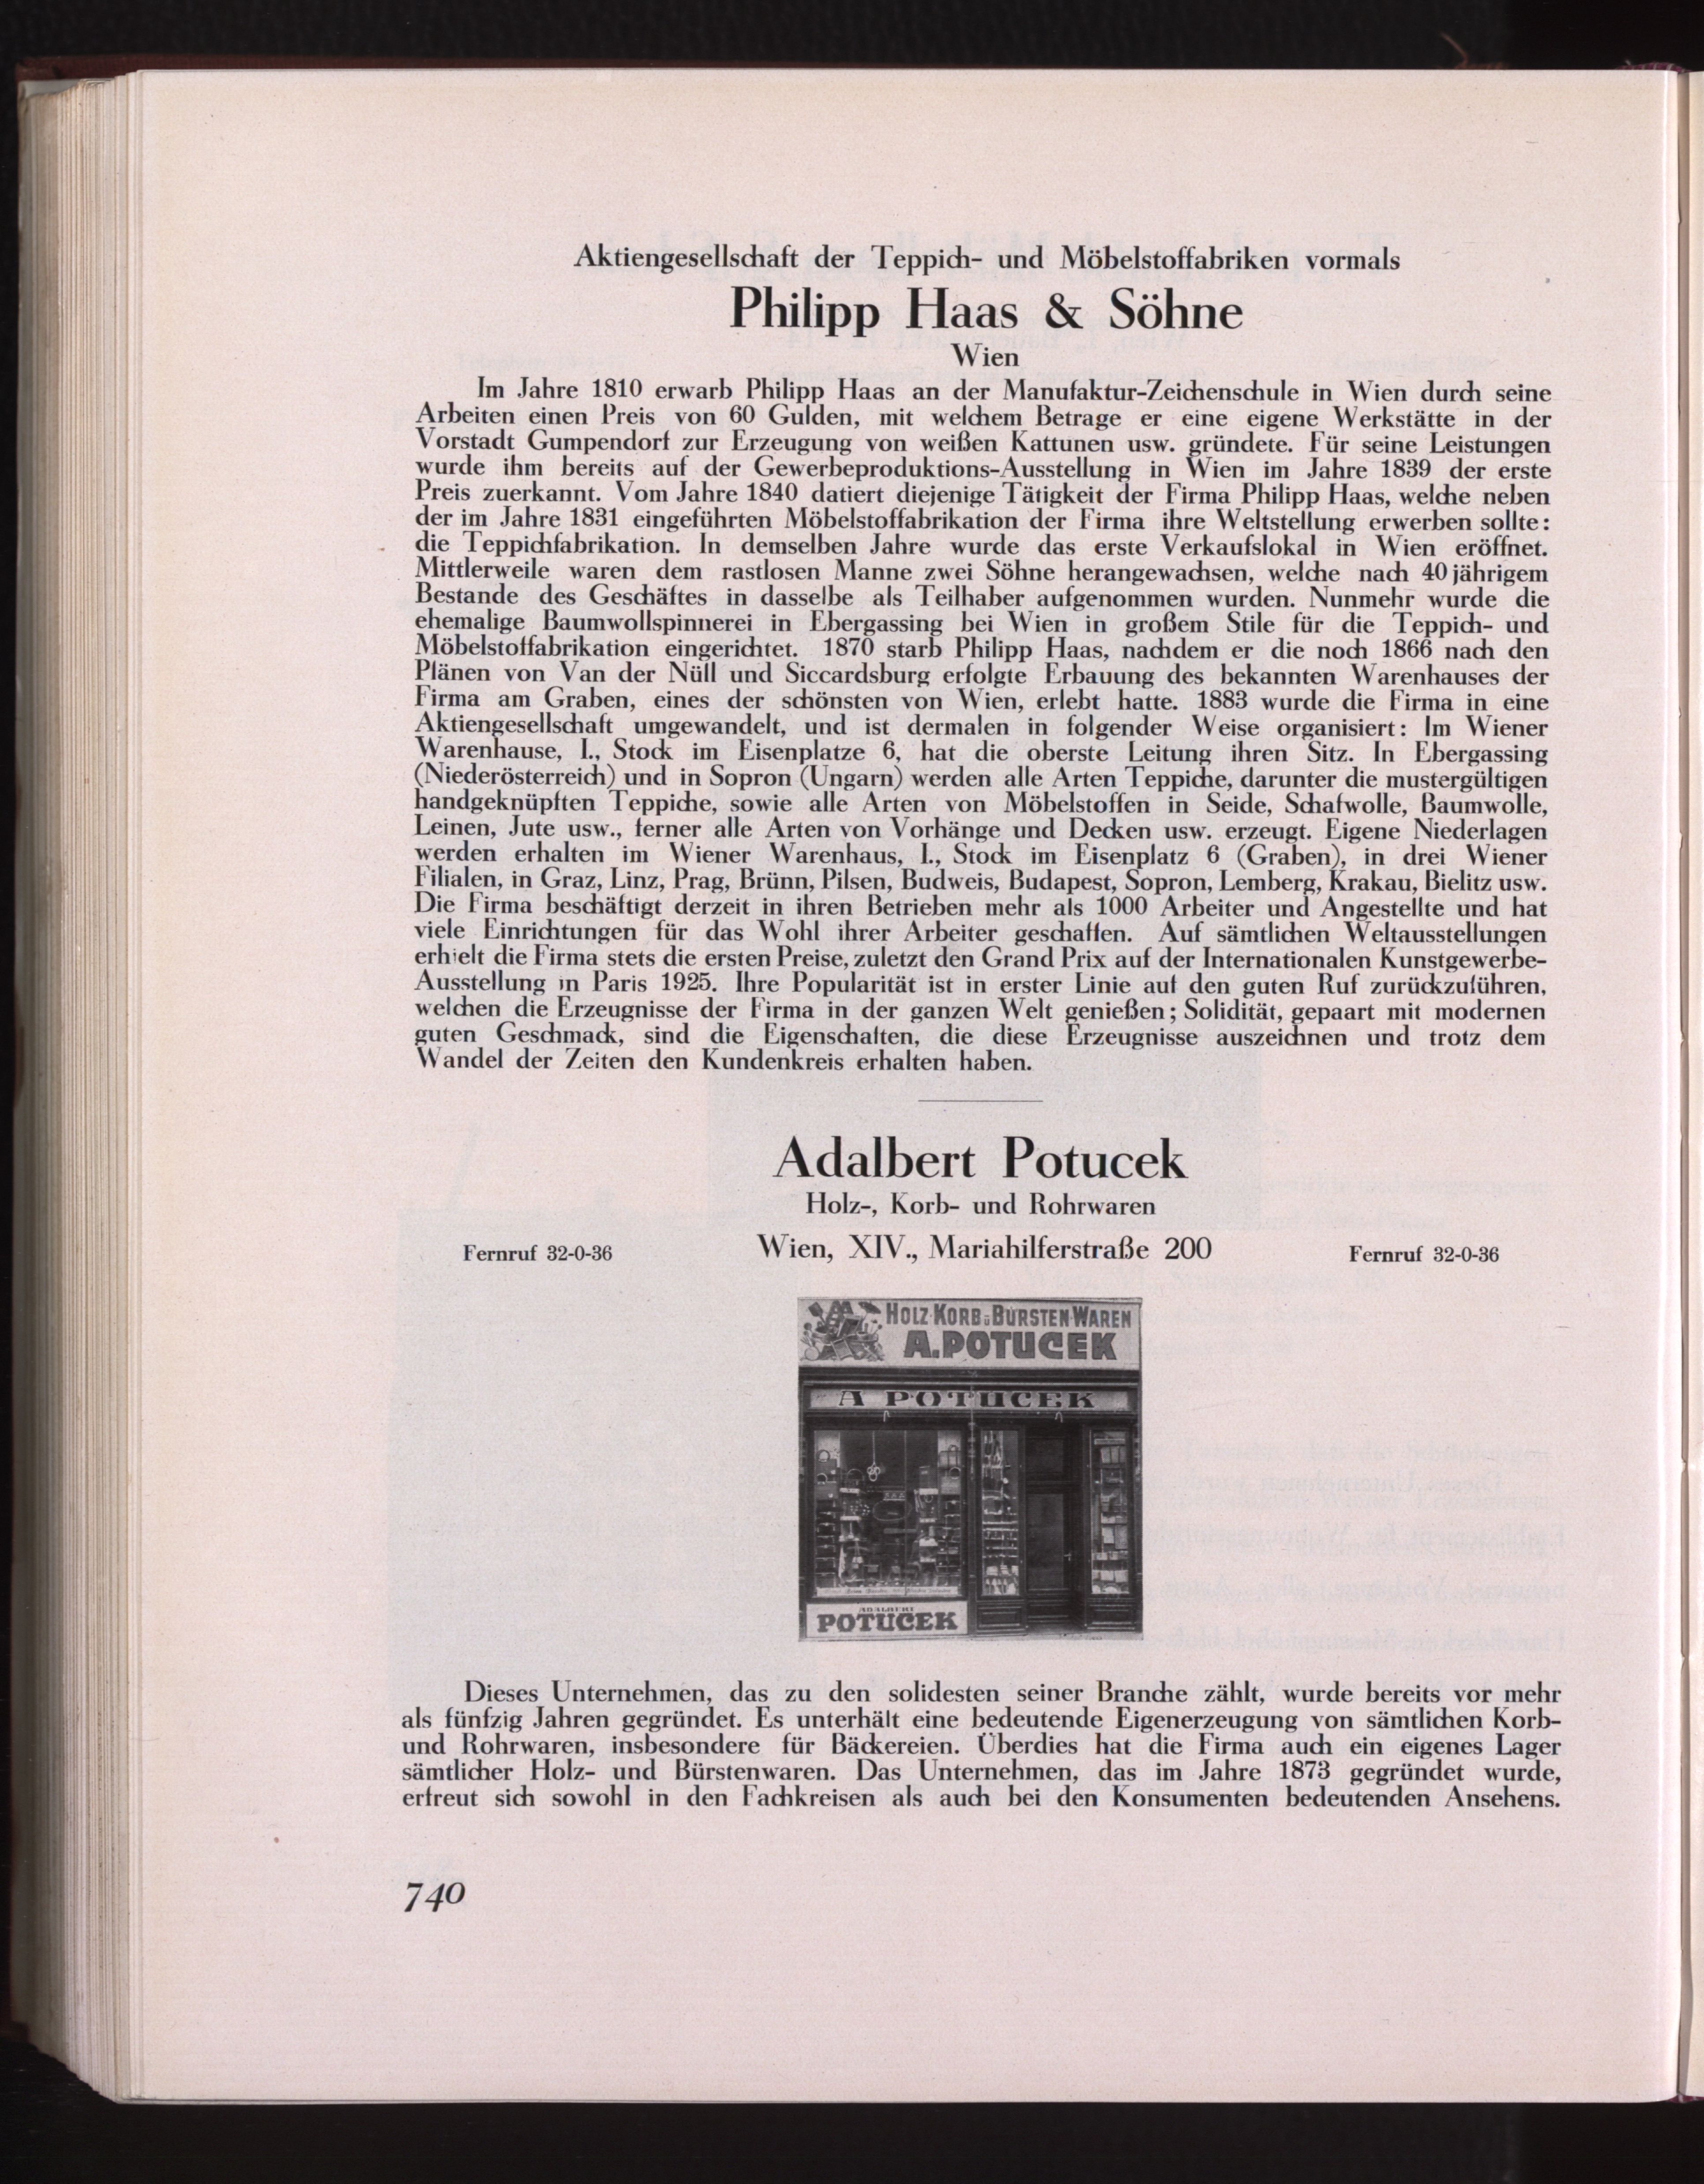 Aktiengesellschaft der Teppich- und Möbelstoffabriken vormals
Philipp Haas & Söhne
Wien
Im Jahre 1810 erwarb Philipp Haas an der Manufaktur-Zeichenschule in Wien durch seine
Arbeiten einen Preis von 60 Gulden, mit welchem Betrage er eine eigene Werkstätte in der
Vorstadt Gumpendorf zur Erzeugung von weißen Kattunen usw. gründete. Für seine Leistungen
wurde ihm bereits auf der Gewerbeproduktions-Ausstellung in Wien im Jahre 1839 der erste
Preis zuerkannt. Vom Jahre 1840 datiert diejenige Tätigkeit der Firma Philipp Haas, welche neben
der im Jahre 1831 eingeführten Möbelstoffabrikation der Firma ihre Weltstellung erwerben sollte:
die Teppichfabrikation. In demselben Jahre wurde das erste Verkaufslokal in Wien eröffnet.
Mittlerweile waren dem rastlosen Manne zwei Söhne herangewachsen, welche nach 40jährigem
Bestande des Geschäftes in dasselbe als Teilhaber aufgenommen wurden. Nunmehr wurde die
ehemalige Baumwollspinnerei in Ebergassing bei Wien in großem Stile für die Teppich- und
Möbelstoffabrikation eingerichtet. 1870 starb Philipp Haas, nachdem er die noch 1866 nach den
Plänen von Van der Nüll und Siccardsburg erfolgte Erbauung des bekannten Warenhauses der
Firma am Graben, eines der schönsten von Wien, erlebt hatte. 1883 wurde die Firma in eine
Aktiengesellschaft umgewandelt, und ist dermalen in folgender Weise organisiert: Im Wiener
Warenhause, I., Stock im Eisenplatze 6, hat die oberste Leitung ihren Sitz. In Ebergassing
(Niederösterreich) und in Sopron (Ungarn) werden alle Arten Teppiche, darunter die mustergültigen
handgeknüpften Teppiche, sowie alle Arten von Möbelstoffen in Seide, Schafwolle, Baumwolle,
Leinen, Jute usw., ferner alle Arten von Vorhänge und Decken usw. erzeugt. Eigene Niederlagen
werden erhalten im Wiener Warenhaus, I., Stock im Eisenplatz 6 (Graben), in drei Wiener
Filialen, in Graz, Linz, Prag, Brünn, Pilsen, Budweis, Budapest, Sopron, Lemberg, Krakau, Bielitz usw.
Die Firma beschäftigt derzeit in ihren Betrieben mehr als 1000 Arbeiter und Angestellte und hat
viele Einrichtungen für das Wohl ihrer Arbeiter geschaffen. Auf sämtlichen Weltausstellungen
erhielt die Firma stets die ersten Preise, zuletzt den Grand Prix auf der Internationalen Kunstgewerbe-
Ausstellung in Paris 1925. Ihre Popularität ist in erster Linie auf den guten Ruf zurückzuführen,
welchen die Erzeugnisse der Firma in der ganzen Welt genießen; Solidität, gepaart mit modernen
guten Geschmack, sind die Eigenschaften, die diese Erzeugnisse auszeichnen und trotz dem
Wandel der Zeiten den Kundenkreis erhalten haben.
Adalbert Potucek
Holz-, Korb- und Rohrwaren
Fernruf 32-0-36 Wien, XIV., Mariahilferstraße 200 Fernruf 32-0-36
HOLZ-KORB-u.BÜRSTEN-WAREN
A.POTUCEK
A POTUCEK
ADALBERT
POTUCEK
Dieses Unternehmen, das zu den solidesten seiner Branche zählt, wurde bereits vor mehr
als fünfzig Jahren gegründet. Es unterhält eine bedeutende Eigenerzeugung von sämtlichen Korb-
und Rohrwaren, insbesondere für Bäckereien. Überdies hat die Firma auch ein eigenes Lager
sämtlicher Holz- und Bürstenwaren. Das Unternehmen, das im Jahre 1873 gegründet wurde,
erfreut sich sowohl in den Fachkreisen als auch bei den Konsumenten bedeutenden Ansehens.
740